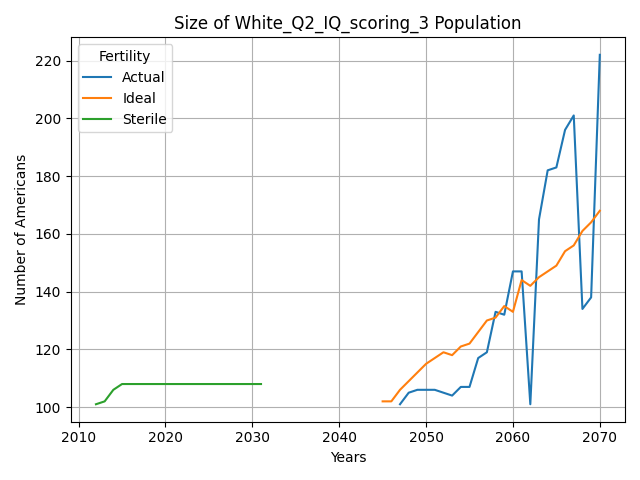 Size of White_Q2_IQ_scoring_3 Population
Number of Americans
220
200
180
160
140
120
100
Fertility
Actual
Ideal
Sterile
2010 2020 2030 2040 2050 2060 2070
Years